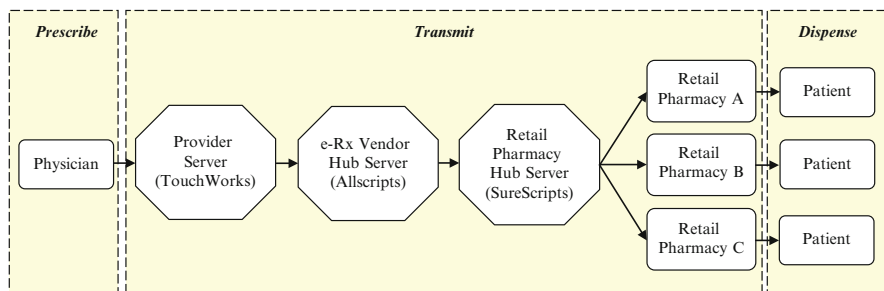 Prescribe
Transmit
Dispense
Physician
Provider
Server
(TouchWorks)
e-Rx Vendor
Hub Server
(Allscripts)
Retail
Pharmacy
Hub Server
(SureScripts)
Retail
Pharmacy A
Patient
Retail
Pharmacy B
Patient
Retail
Pharmacy C
Patient